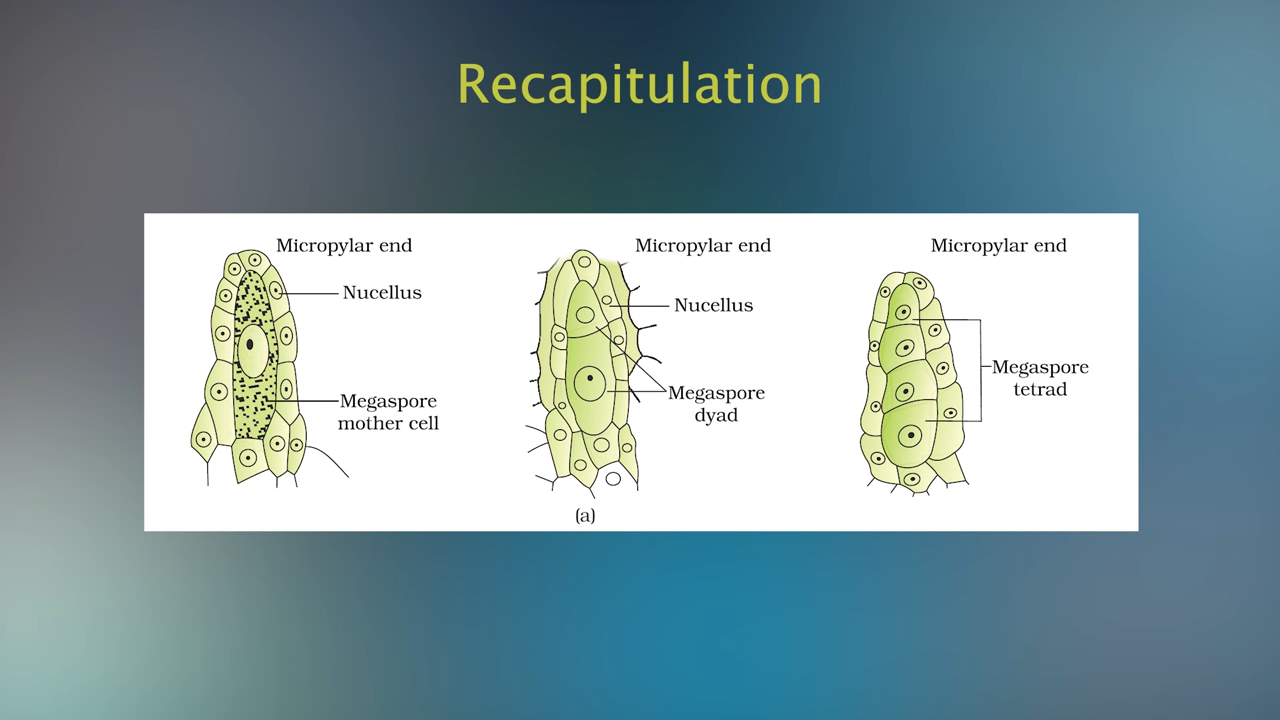 Recapitulation
Micropylar end
Nucellus
Megaspore
mother cell
Micropylar end
Nucellus
Megaspore
dyad
(a)
Micropylar end
Megaspore
tetrad